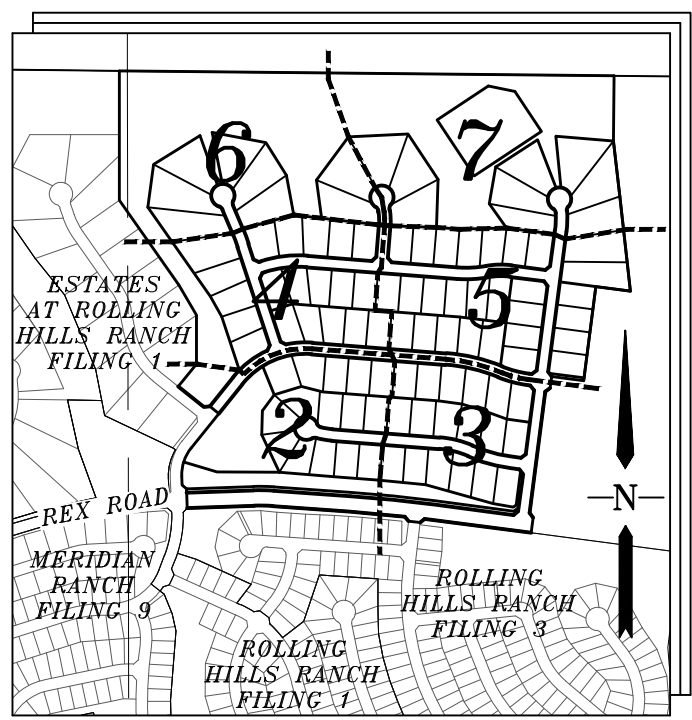 6
7
4
5
2
3
ESTATES
AT ROLLING
HILLS RANCH
FILING 1
N
REX ROAD
MERIDIAN
RANCH
FILING 9
ROLLING
HILLS RANCH
FILING 3
ROLLING
HILLS RANCH
FILING 1